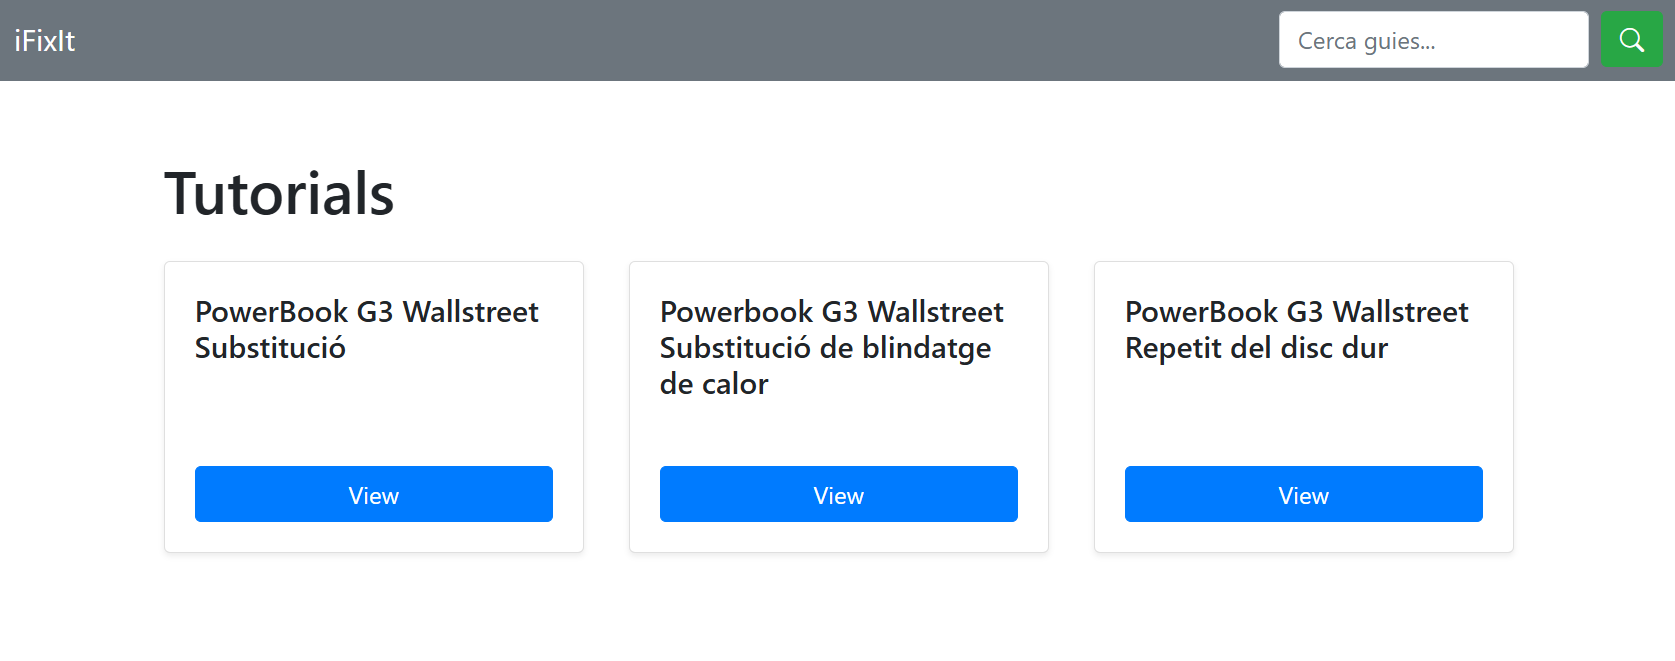 iFixIt
Cerca guies...
Tutorials
PowerBook G3 Wallstreet
Substitució
View
Powerbook G3 Wallstreet
Substitució de blindatge
de calor
View
PowerBook G3 Wallstreet
Repetit del disc dur
View